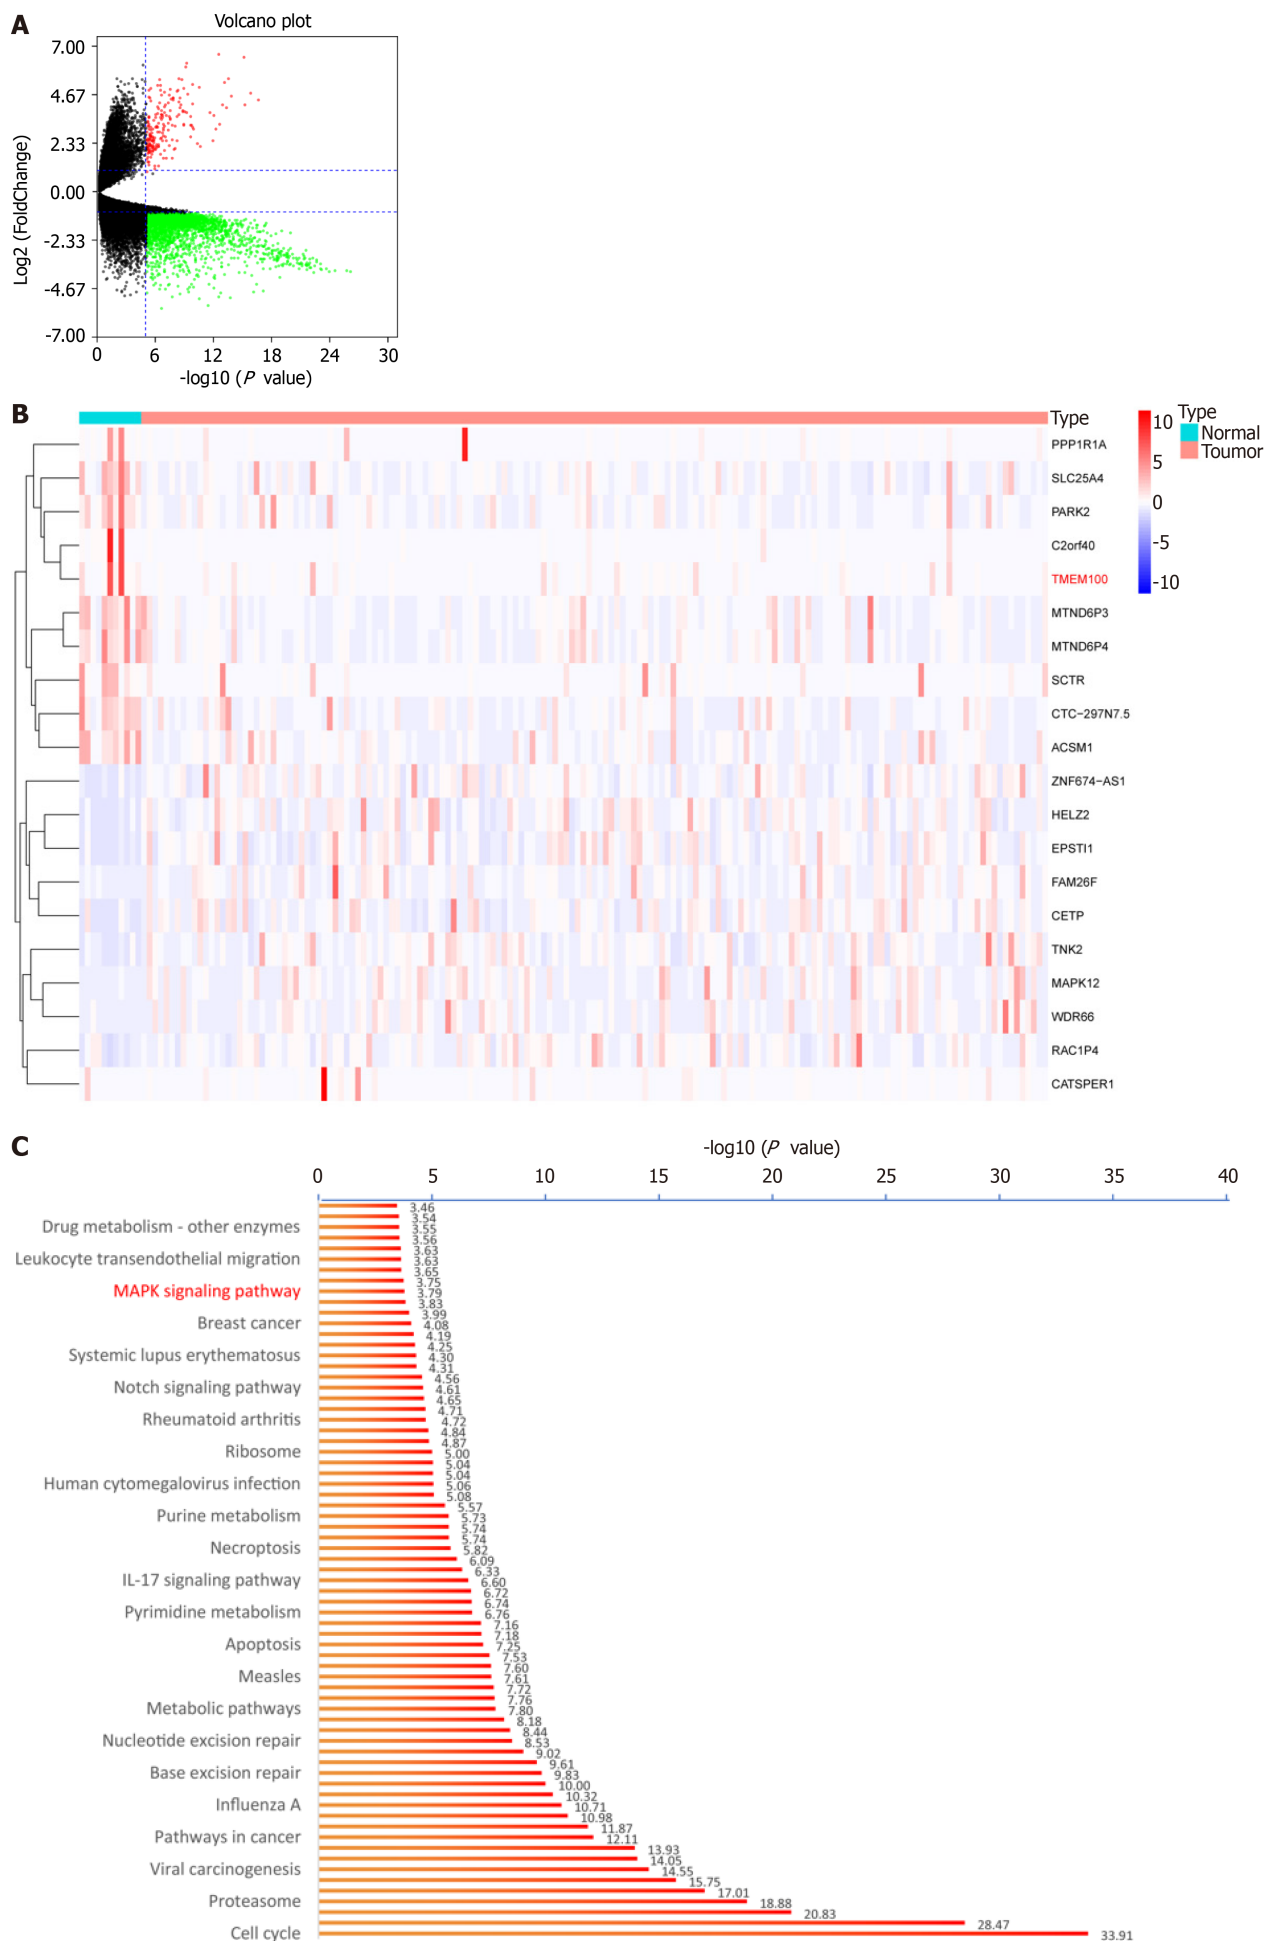 A
Volcano plot
7.00
4.67
2.33
0.00
-2.33
-4.67
-7.00
Log2 (FoldChange)
0 6 12 18 24 30
-log10 (P value)
B
Type
PPP1R1A
SLC25A4
PARK2
C2orf40
TMEM100
MTND6P3
MTND6P4
SCTR
CTC−297N7.5
ACSM1
ZNF674−AS1
HELZ2
EPSTI1
FAM26F
CETP
TNK2
MAPK12
WDR66
RAC1P4
CATSPER1
10
5
0
-5
-10
Type
Normal
Toumor
C
-log10 (P value)
0 5 10 15 20 25 30 35 40
3.46
3.54
Drug metabolism - other enzymes 3.55
3.56
3.63
Leukocyte transendothelial migration 3.63
3.65
3.75
MAPK signaling pathway 3.79
3.83
3.99
Breast cancer 4.08
4.19
4.25
Systemic lupus erythematosus 4.30
4.31
4.56
Notch signaling pathway 4.61
4.65
4.71
Rheumatoid arthritis 4.72
4.84
4.87
Ribosome 5.00
5.04
5.04
Human cytomegalovirus infection 5.06
5.08
5.57
Purine metabolism 5.73
5.74
5.74
Necroptosis 5.82
6.09
6.33
IL-17 signaling pathway 6.60
6.72
6.74
Pyrimidine metabolism 6.76
7.16
7.18
Apoptosis 7.25
7.53
7.60
Measles 7.61
7.72
7.76
Metabolic pathways 7.80
8.18
8.44
Nucleotide excision repair 8.53
9.02
9.61
Base excision repair 9.83
10.00
10.32
Influenza A 10.71
10.98
11.87
Pathways in cancer 12.11
13.93
14.05
Viral carcinogenesis 14.55
15.75
17.01
Proteasome 18.88
20.83
28.47
Cell cycle 33.91